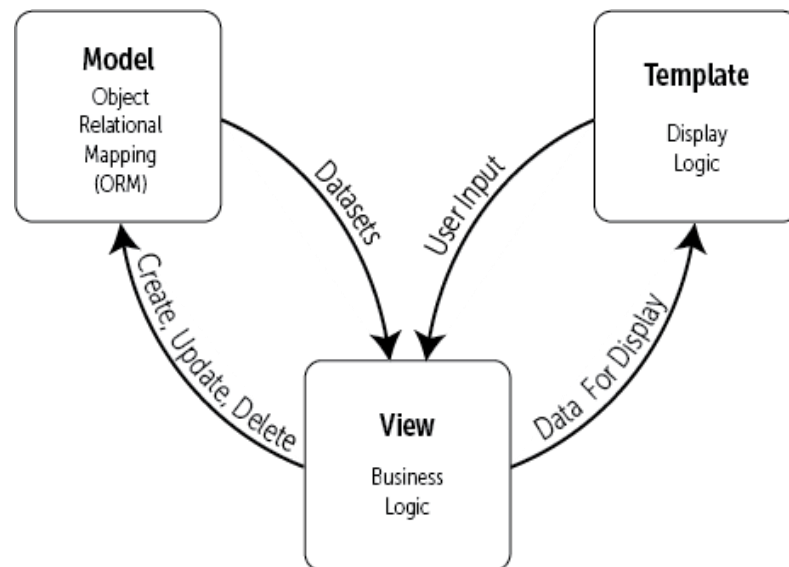 Model
Object
Relational
Mapping
(ORM)
Template
Display
Logic
Datasets
User Input
Create, Update, Delete
Data For Display
View
Business
Logic